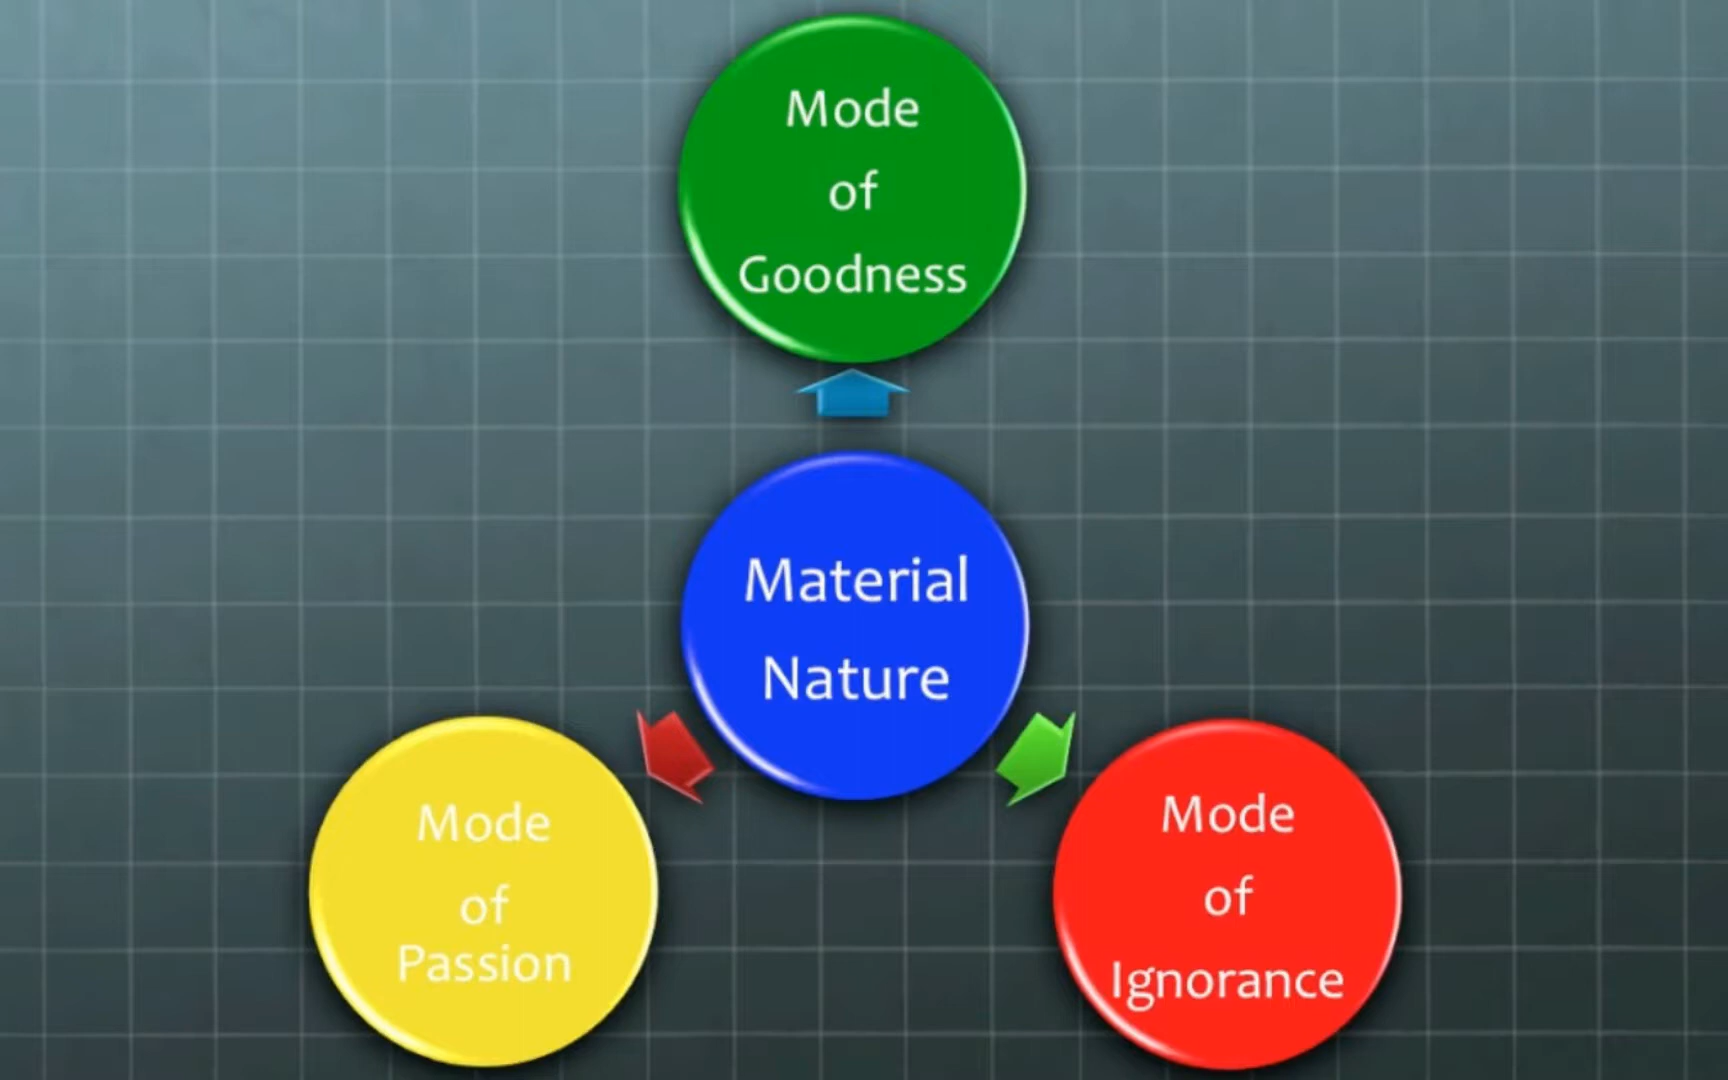 Mode
of
Goodness
Material
Nature
Mode
of
Passion
Mode
of
Ignorance